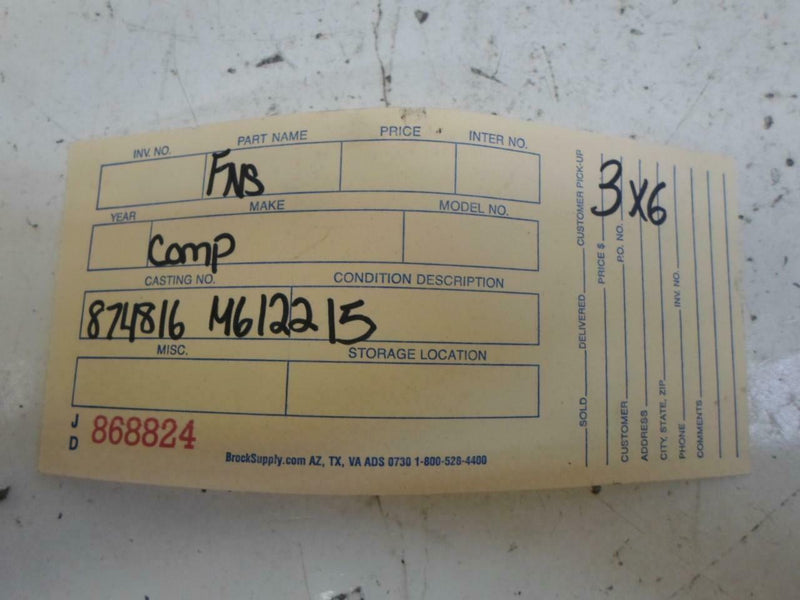 INV. NO. PART NAME PRICE INTER NO.
FNS
YEAR MAKE MODEL NO.
Comp
CASTING NO. CONDITION DESCRIPTION
874816 M612215
MISC. STORAGE LOCATION
J
D 868824
BrockSupply.com AZ, TX, VA ADS 0730 1-800-528-4400
SOLD DELIVERED CUSTOMER PICK-UP
PRICE $
CUSTOMER P.O. NO.
ADDRESS
CITY, STATE, ZIP
PHONE INV. NO.
COMMENTS
3x6